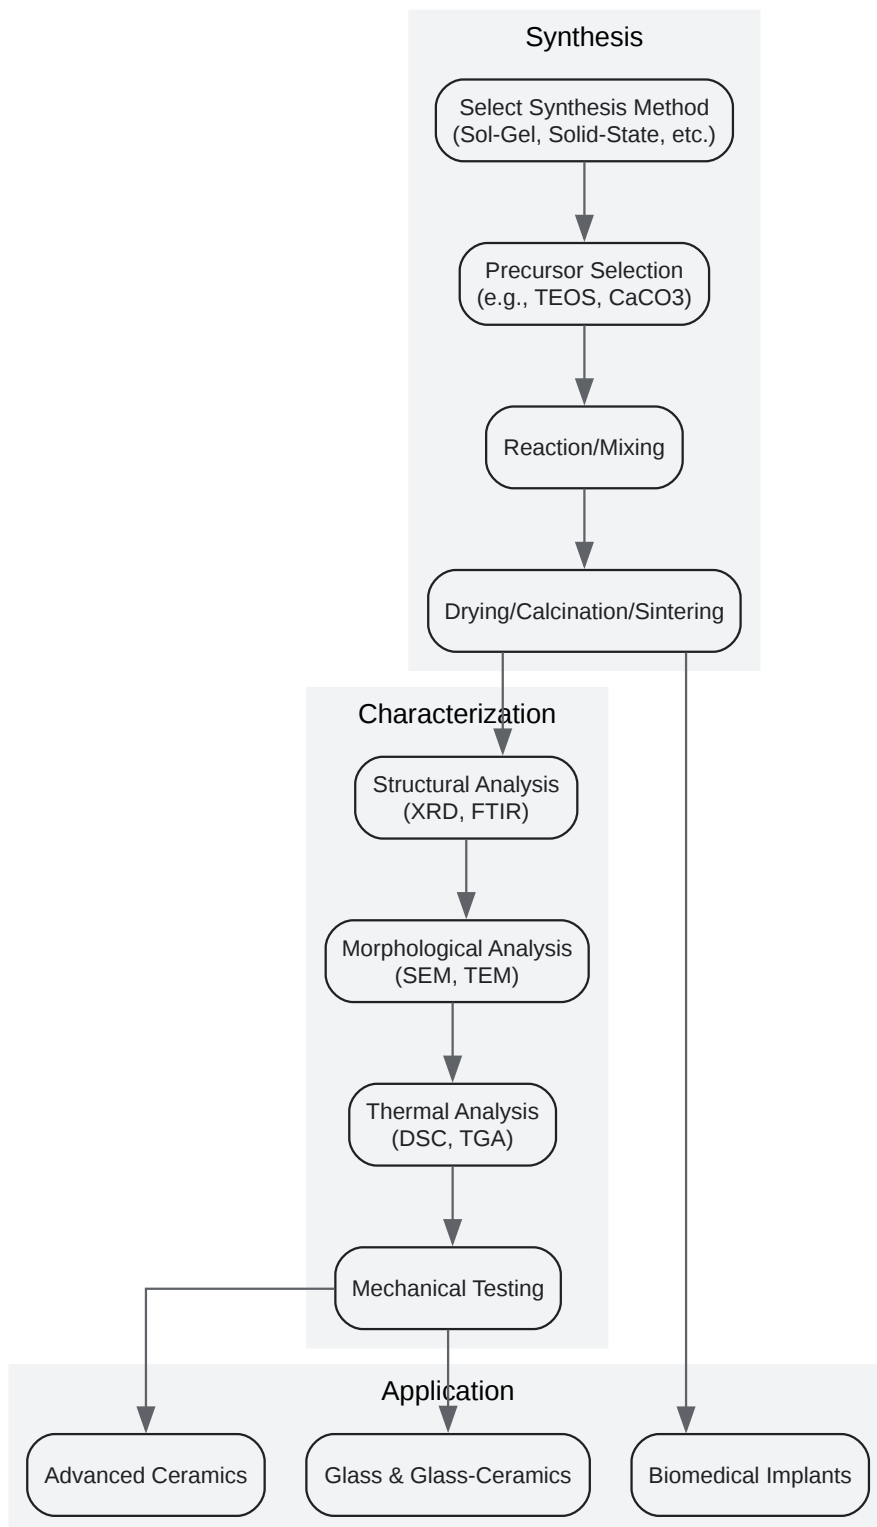 Synthesis
Select Synthesis Method
(Sol-Gel, Solid-State, etc.)
Precursor Selection
(e.g., TEOS, CaCO3)
Reaction/Mixing
Drying/Calcination/Sintering
Characterization
Structural Analysis
(XRD, FTIR)
Morphological Analysis
(SEM, TEM)
Thermal Analysis
(DSC, TGA)
Mechanical Testing
Application
Advanced Ceramics
Glass & Glass-Ceramics
Biomedical Implants